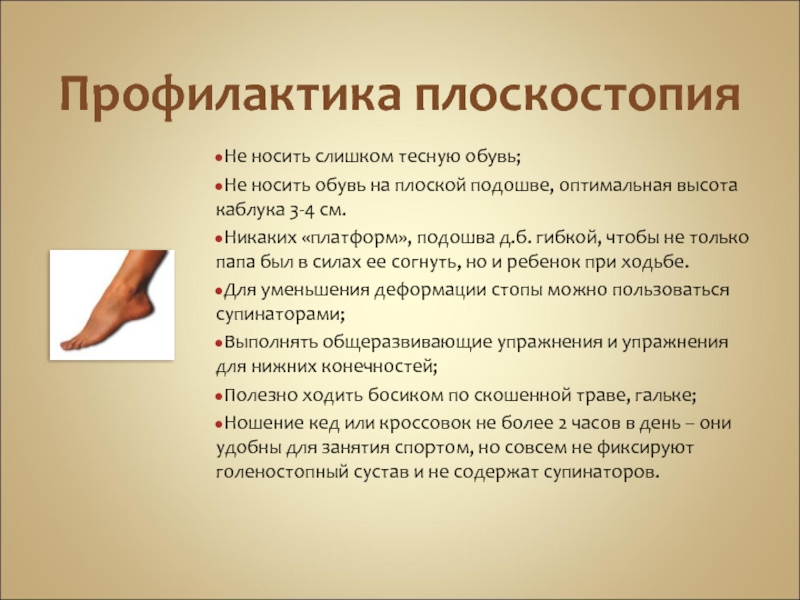 Профилактика плоскостопия
•Не носить слишком тесную обувь;
•Не носить обувь на плоской подошве, оптимальная высота
каблука 3-4 см.
•Никаких «платформ», подошва д.б. гибкой, чтобы не только
папа был в силах ее согнуть, но и ребенок при ходьбе.
•Для уменьшения деформации стопы можно пользоваться
супинаторами;
•Выполнять общеразвивающие упражнения и упражнения
для нижних конечностей;
•Полезно ходить босиком по скошенной траве, гальке;
•Ношение кед или кроссовок не более 2 часов в день – они
удобны для занятия спортом, но совсем не фиксируют
голеностопный сустав и не содержат супинаторов.